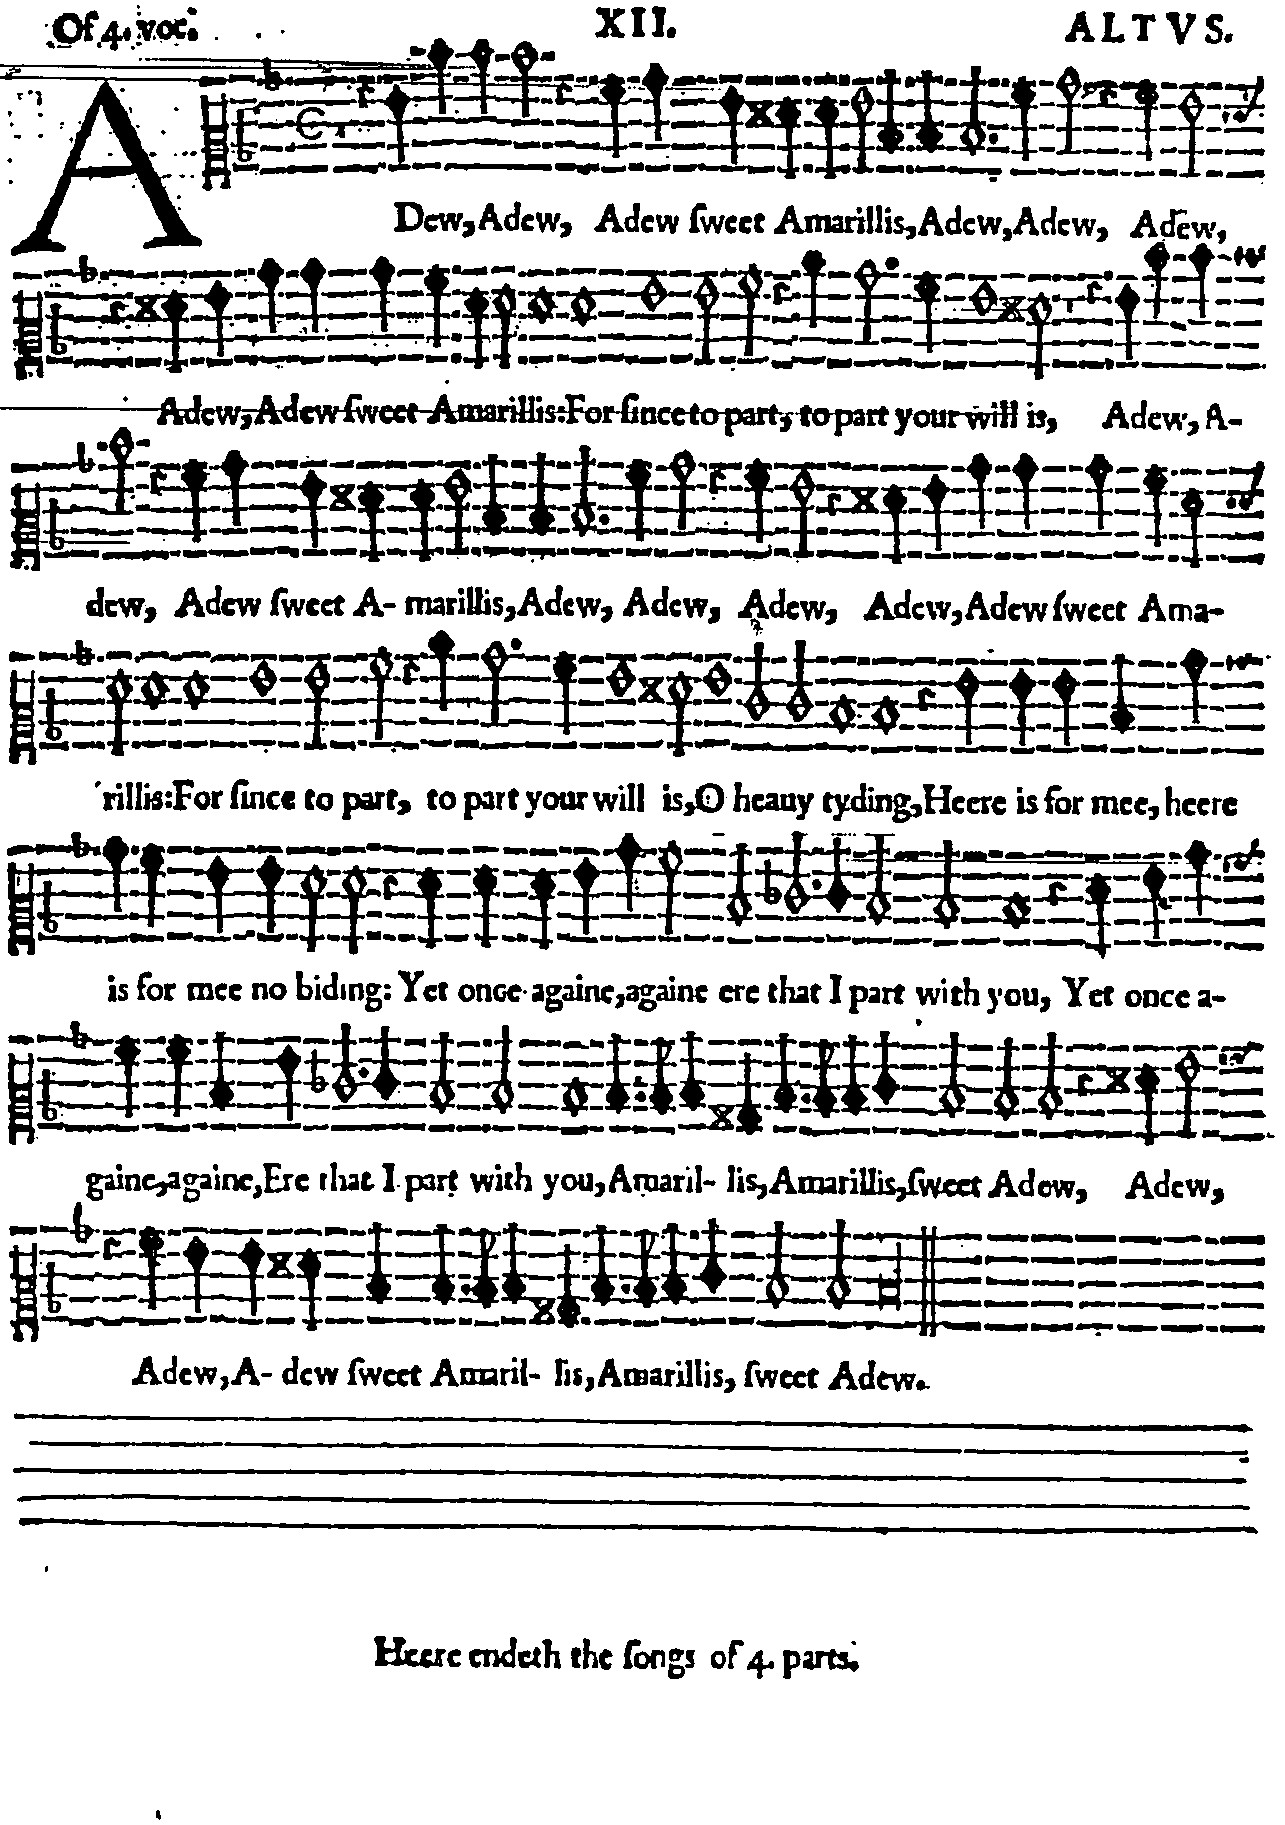 Of 4. voc. XII. ALTVS.
ADew, Adew, Adew ſweet Amarillis, Adew, Adew, Adew,
Adew, Adew ſweet Amarillis: For ſince to part, to part your will is, Adew, A-
dew, Adew ſweet A- marillis, Adew, Adew, Adew, Adew, Adew ſweet Ama-
rillis: For ſince to part, to part your will is, O heauy tyding, Heere is for mee, heere
is for mee no biding: Yet once againe, againe ere that I part with you, Yet once a-
gaine, againe, Ere that I part with you, Amaril- lis, Amarillis, ſweet Adew, Adew,
Adew, A- dew ſweet Amaril- lis, Amarillis, ſweet Adew.
Heere endeth the ſongs of 4. parts.